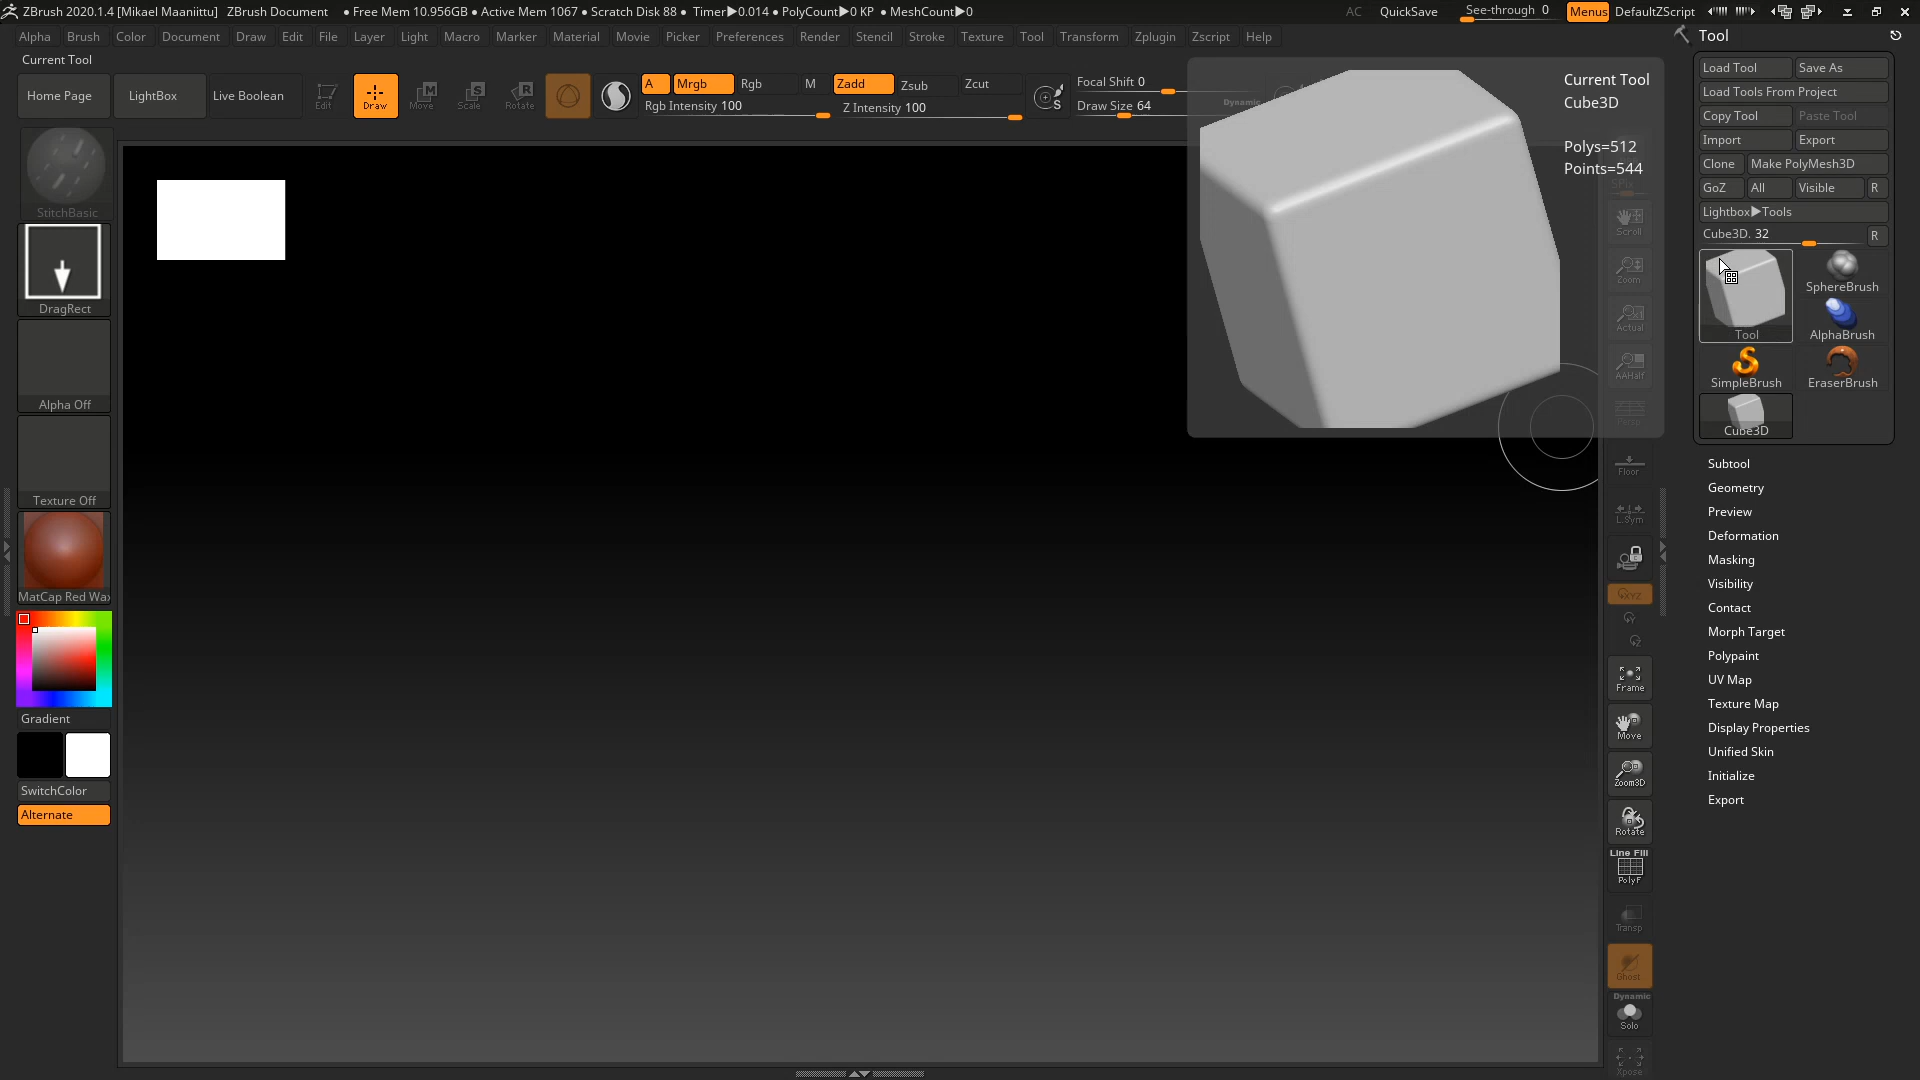 ZBrush 2020.1.4 [Mikael Maaniittu] ZBrush Document ● Free Mem 10.956GB ● Active Mem 1067 ● Scratch Disk 88 ● Timer▶0.014 ● PolyCount▶0 KP ● MeshCount▶0 AC QuickSave See-through 0 Menus DefaultZScript
Alpha Brush Color Document Draw Edit File Layer Light Macro Marker Material Movie Picker Preferences Render Stencil Stroke Texture Tool Transform Zplugin Zscript Help
Current Tool
Home Page
LightBox
Live Boolean
Edit
Draw
Move
Scale
Rotate
A Mrgb Rgb M Zadd Zsub Zcut
Rgb Intensity 100
Z Intensity 100
Focal Shift 0
Draw Size 64
Dynamic
StitchBasic
DragRect
Alpha Off
Texture Off
MatCap Red Wax
Gradient
SwitchColor
Alternate
Current Tool
Cube3D
Polys=512
Points=544
SPix
Scroll
Zoom
Actual
AAHalf
Persp
Floor
L.Sym
XYZ
Y
Z
Frame
Move
Zoom3D
Rotate
Line Fill
PolyF
Transp
Ghost
Dynamic
Solo
Xpose
Tool
Load Tool Save As
Load Tools From Project
Copy Tool Paste Tool
Import Export
Clone Make PolyMesh3D
GoZ All Visible R
Lightbox▶Tools
Cube3D. 32 R
Tool
SphereBrush
AlphaBrush
SimpleBrush
EraserBrush
Cube3D
Subtool
Geometry
Preview
Deformation
Masking
Visibility
Contact
Morph Target
Polypaint
UV Map
Texture Map
Display Properties
Unified Skin
Initialize
Export